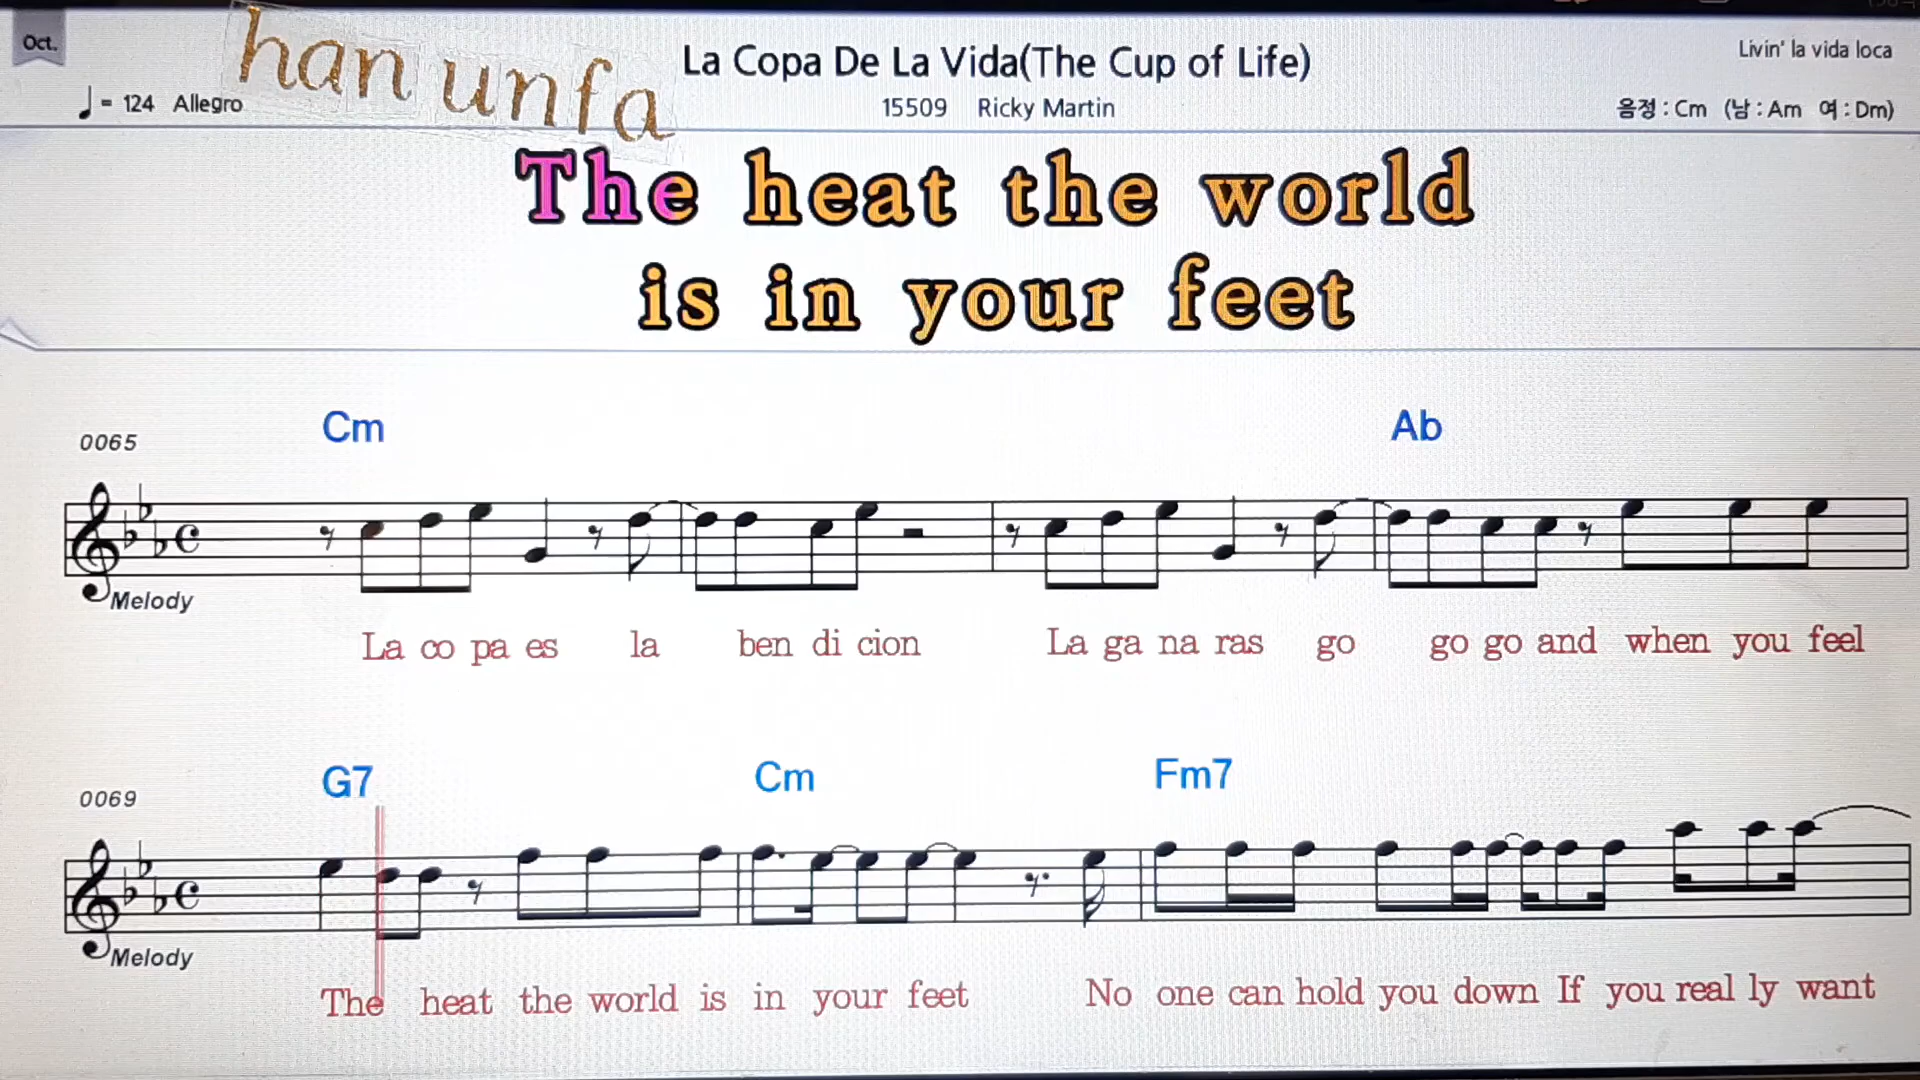 Oct.
han unfa
La Copa De La Vida(The Cup of Life)
Livin' la vida loca
♩ = 124 Allegro
15509 Ricky Martin
음정 : Cm (남 : Am 여 : Dm)
The heat the world
is in your feet
Cm Ab
0065
Melody
La co pa es la ben di cion La ga na ras go go go and when you feel
G7 Cm Fm7
0069
Melody
The heat the world is in your feet No one can hold you down If you real ly want